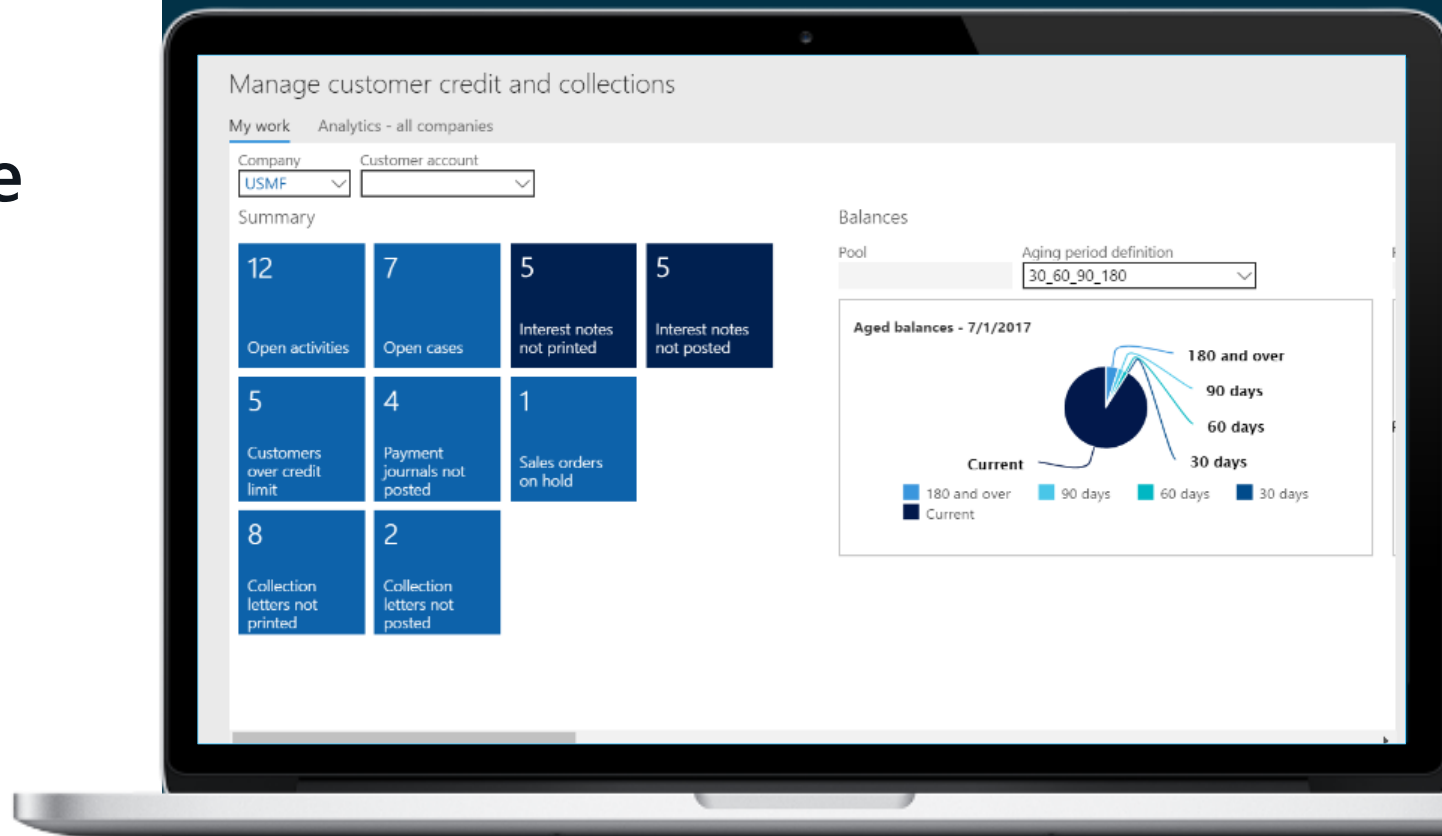 e
Manage customer credit and collections
My work Analytics - all companies
Company Customer account
USMF
Summary
12
Open activities
7
Open cases
5
Interest notes
not printed
5
Interest notes
not posted
5
Customers
over credit
limit
4
Payment
journals not
posted
1
Sales orders
on hold
8
Collection
letters not
printed
2
Collection
letters not
posted
Balances
Pool Aging period definition
30_60_90_180
Aged balances - 7/1/2017
180 and over
90 days
60 days
30 days
Current
180 and over 90 days 60 days 30 days
Current